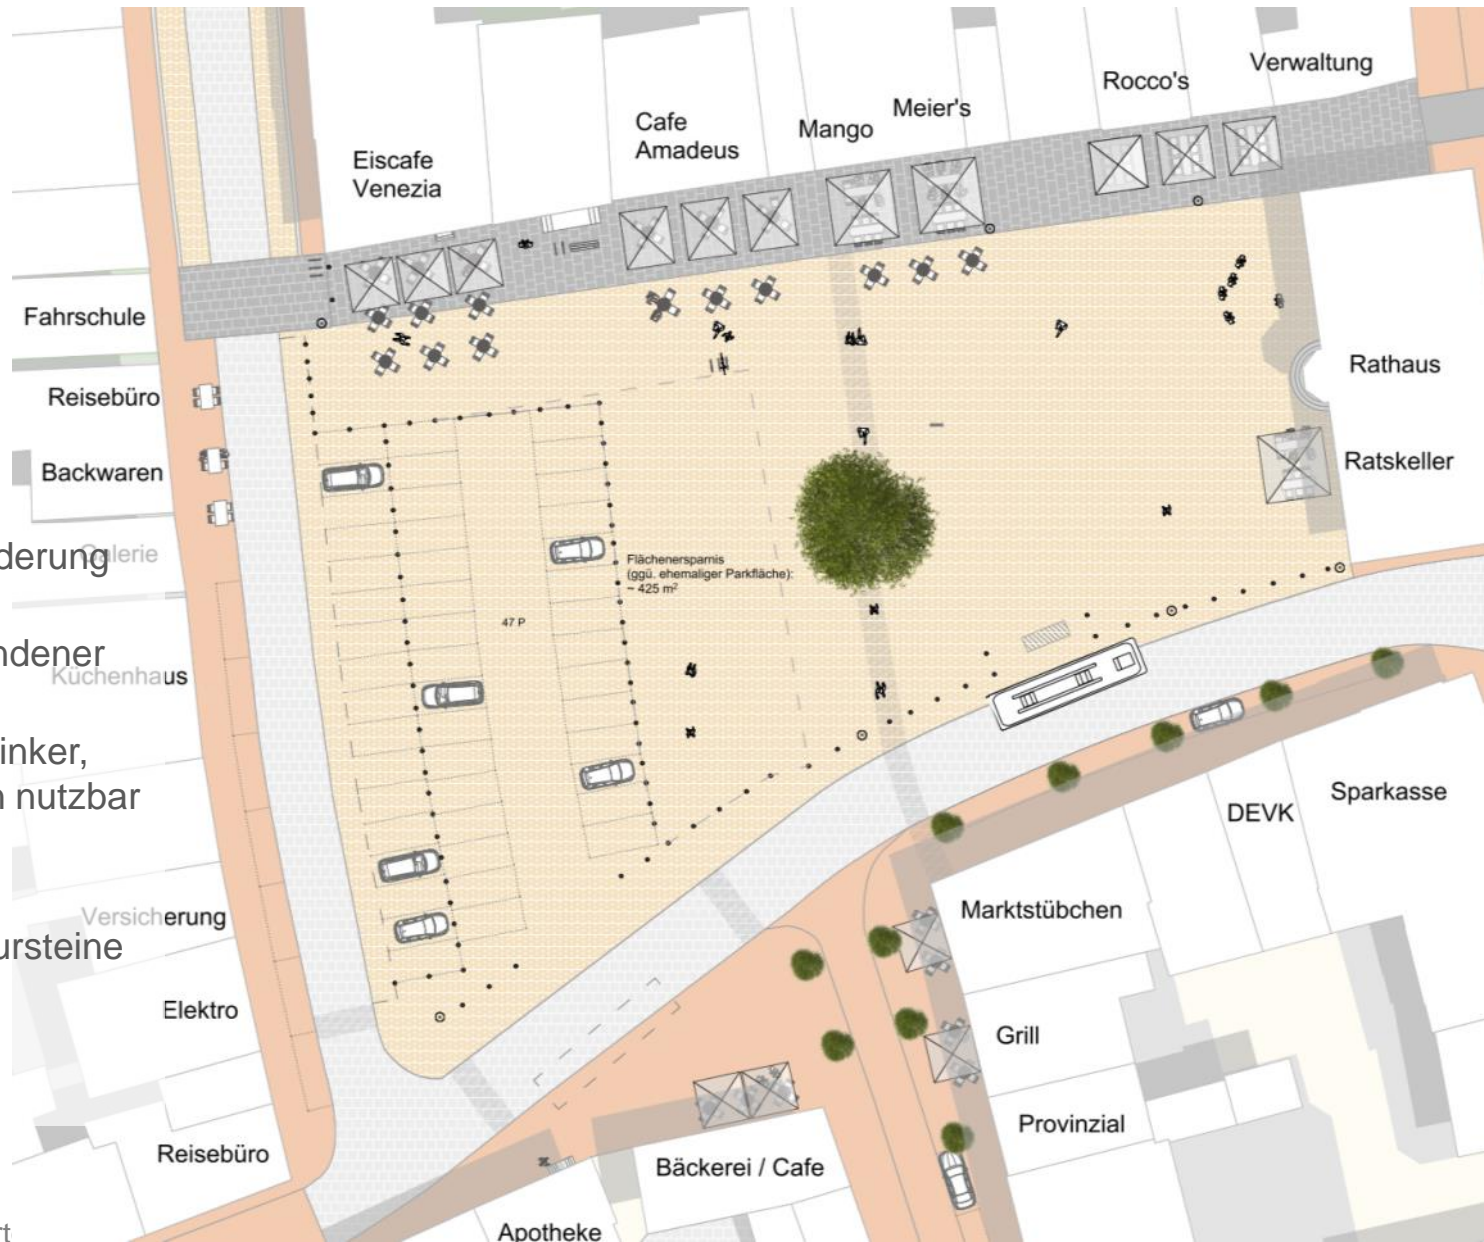 Verwaltung
Rocco's
Meier's
Mango
Cafe
Amadeus
Eiscafe
Venezia
Fahrschule
Reisebüro
Backwaren
Galerie
Küchenhaus
Versicherung
Elektro
Reisebüro
derung
ndener
inker,
n nutzbar
ursteine
rt
Flächenersparnis
(ggü. ehemaliger Parkfläche):
~ 425 m²
47 P
Rathaus
Ratskeller
Sparkasse
DEVK
Marktstübchen
Grill
Provinzial
Bäckerei / Cafe
Apotheke